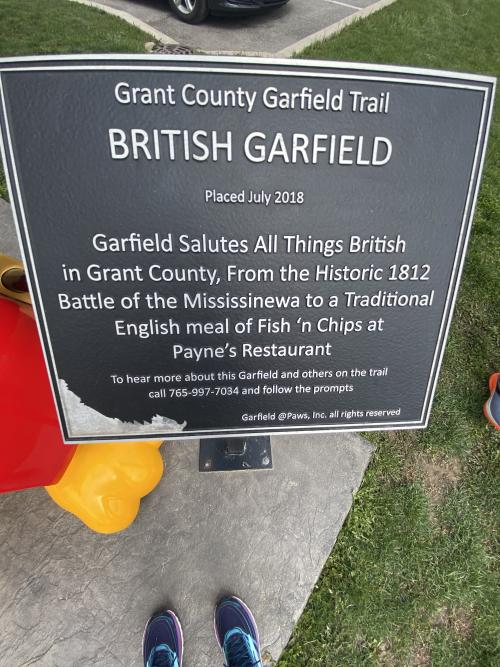 Grant County Garfield Trail
BRITISH GARFIELD
Placed July 2018
Garfield Salutes All Things British
in Grant County, From the Historic 1812
Battle of the Mississinewa to a Traditional
English meal of Fish ‘n Chips at
Payne’s Restaurant
To hear more about this Garfield and others on the trail
call 765-997-7034 and follow the prompts
Garfield @Paws, Inc. all rights reserved